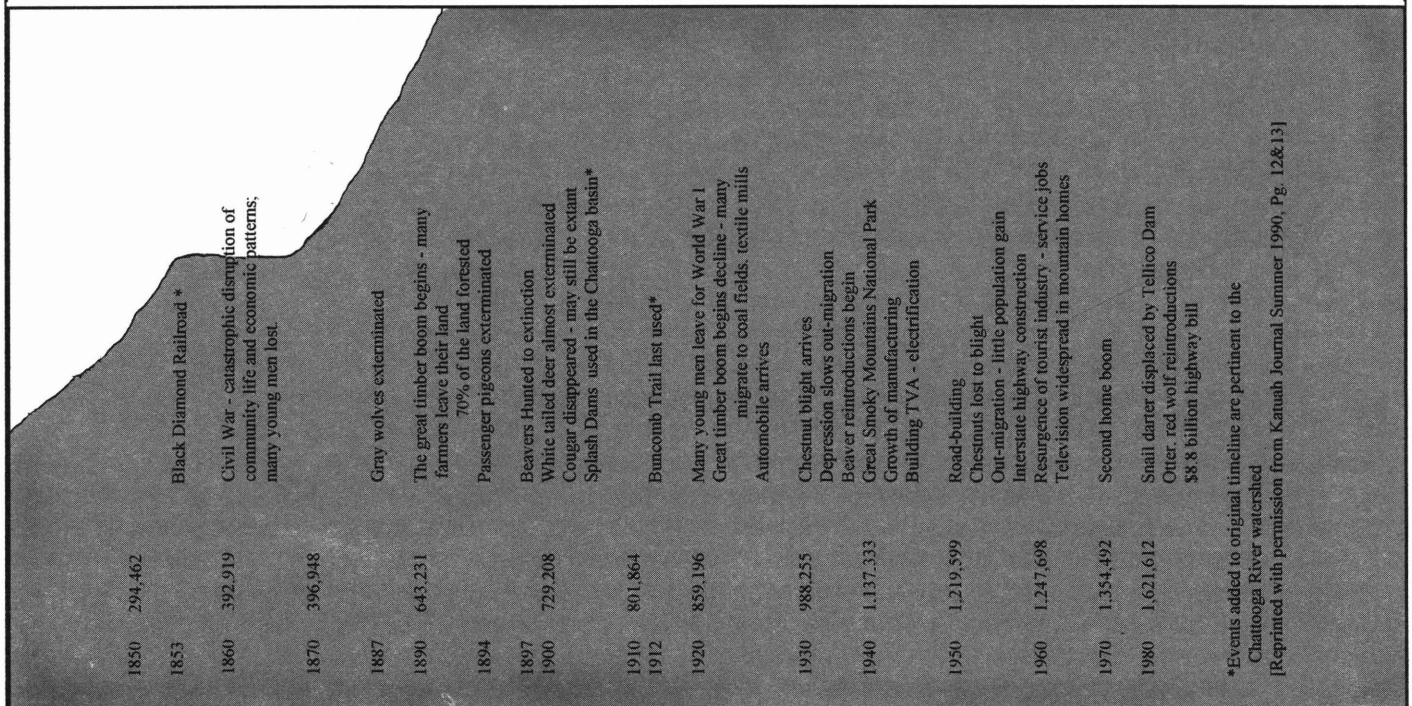 1850 294,462
1853 Black Diamond Railroad *
1860 392,919 Civil War - catastrophic disruption of
community life and economic patterns;
many young men lost.
1870 396,948
1887 Gray wolves exterminated
1890 643,231 The great timber boom begins - many
farmers leave their land
70% of the land forested
1894 Passenger pigeons exterminated
1897 Beavers Hunted to extinction
1900 729,208 White tailed deer almost exterminated
Cougar disappeared - may still be extant
Splash Dams used in the Chattooga basin*
1910 801,864
1912 Buncomb Trail last used*
1920 859,196 Many young men leave for World War I
Great timber boom begins decline - many
migrate to coal fields. textile mills
Automobile arrives
1930 988,255 Chestnut blight arrives
Depression slows out-migration
Beaver reintroductions begin
1940 1,137,333 Great Smoky Mountains National Park
Growth of manufacturing
Building TVA - electrification
1950 1,219,599 Road-building
Chestnuts lost to blight
Out-migration - little population gain
Interstate highway construction
1960 1,247,698 Resurgence of tourist industry - service jobs
Television widespread in mountain homes
1970 1,354,492 Second home boom
1980 1,621,612 Snail darter displaced by Tellico Dam
Otter. red wolf reintroductions
$8.8 billion highway bill
*Events added to original timeline are pertinent to the
Chattooga River watershed
[Reprinted with permission from Katuah Journal Summer 1990, Pg. 12&13]